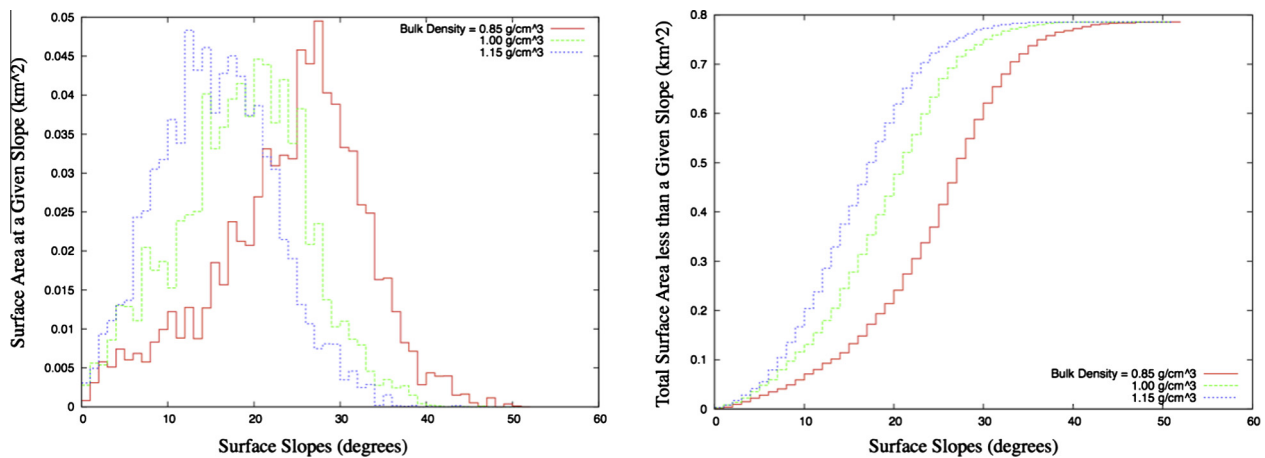 0.05
0.045
0.04
0.035
0.03
0.025
0.02
0.015
0.01
0.005
0
Surface Area at a Given Slope (km^2)
Bulk Density = 0.85 g/cm^3
1.00 g/cm^3
1.15 g/cm^3
0 10 20 30 40 50 60
Surface Slopes (degrees)
0.8
0.7
0.6
0.5
0.4
0.3
0.2
0.1
0
Total Surface Area less than a Given Slope (km^2)
Bulk Density = 0.85 g/cm^3
1.00 g/cm^3
1.15 g/cm^3
0 10 20 30 40 50 60
Surface Slopes (degrees)